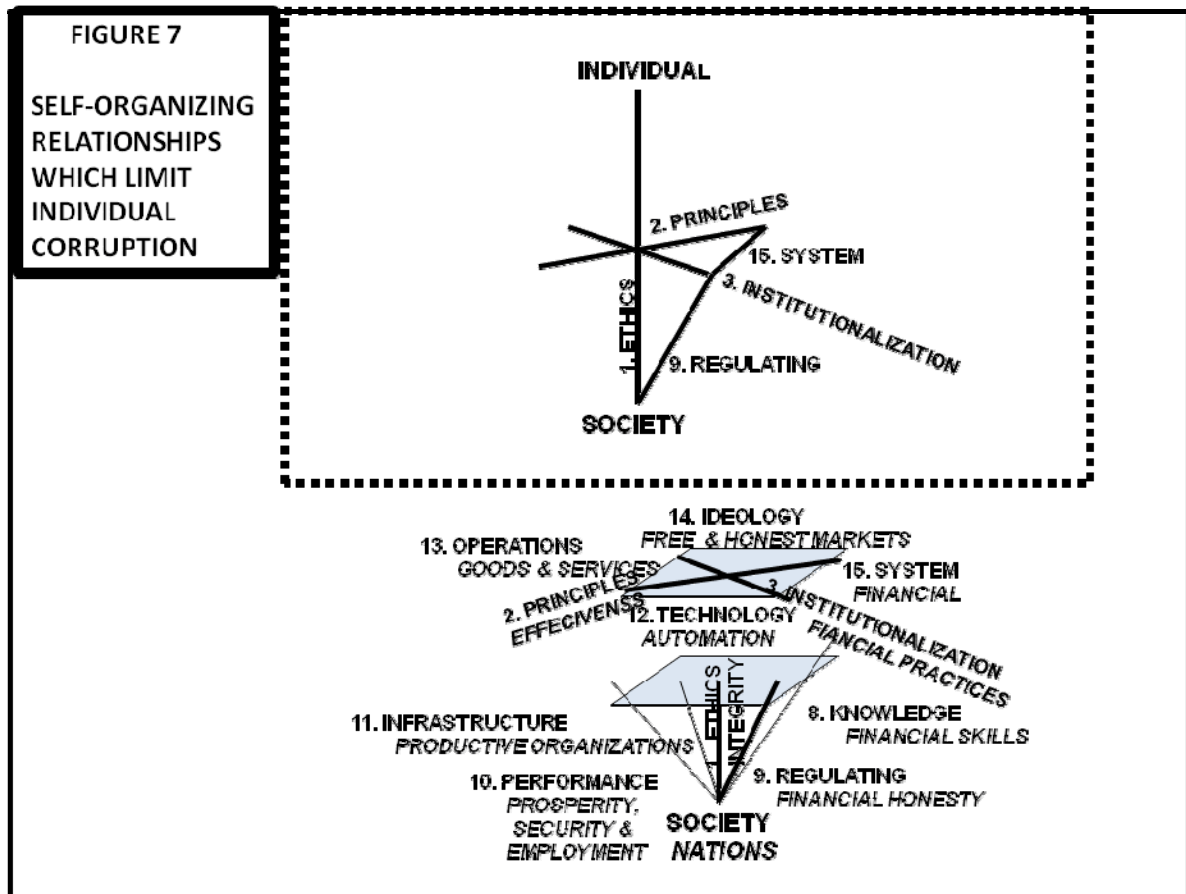 FIGURE 7
SELF-ORGANIZING
RELATIONSHIPS
WHICH LIMIT
INDIVIDUAL
CORRUPTION
INDIVIDUAL
2. PRINCIPLES
15. SYSTEM
3. INSTITUTIONALIZATION
1. ETHICS
9. REGULATING
SOCIETY
14. IDEOLOGY
FREE & HONEST MARKETS
13. OPERATIONS
GOODS & SERVICES
15. SYSTEM
FINANCIAL
2. PRINCIPLES
EFFECIVENSS
3. INSTITUTIONALIZATION
FIANCIAL PRACTICES
12. TECHNOLOGY
AUTOMATION
1. ETHICS
INTEGRITY
11. INFRASTRUCTURE
PRODUCTIVE ORGANIZATIONS
8. KNOWLEDGE
FINANCIAL SKILLS
10. PERFORMANCE
PROSPERITY,
SECURITY &
EMPLOYMENT
9. REGULATING
FINANCIAL HONESTY
SOCIETY
NATIONS